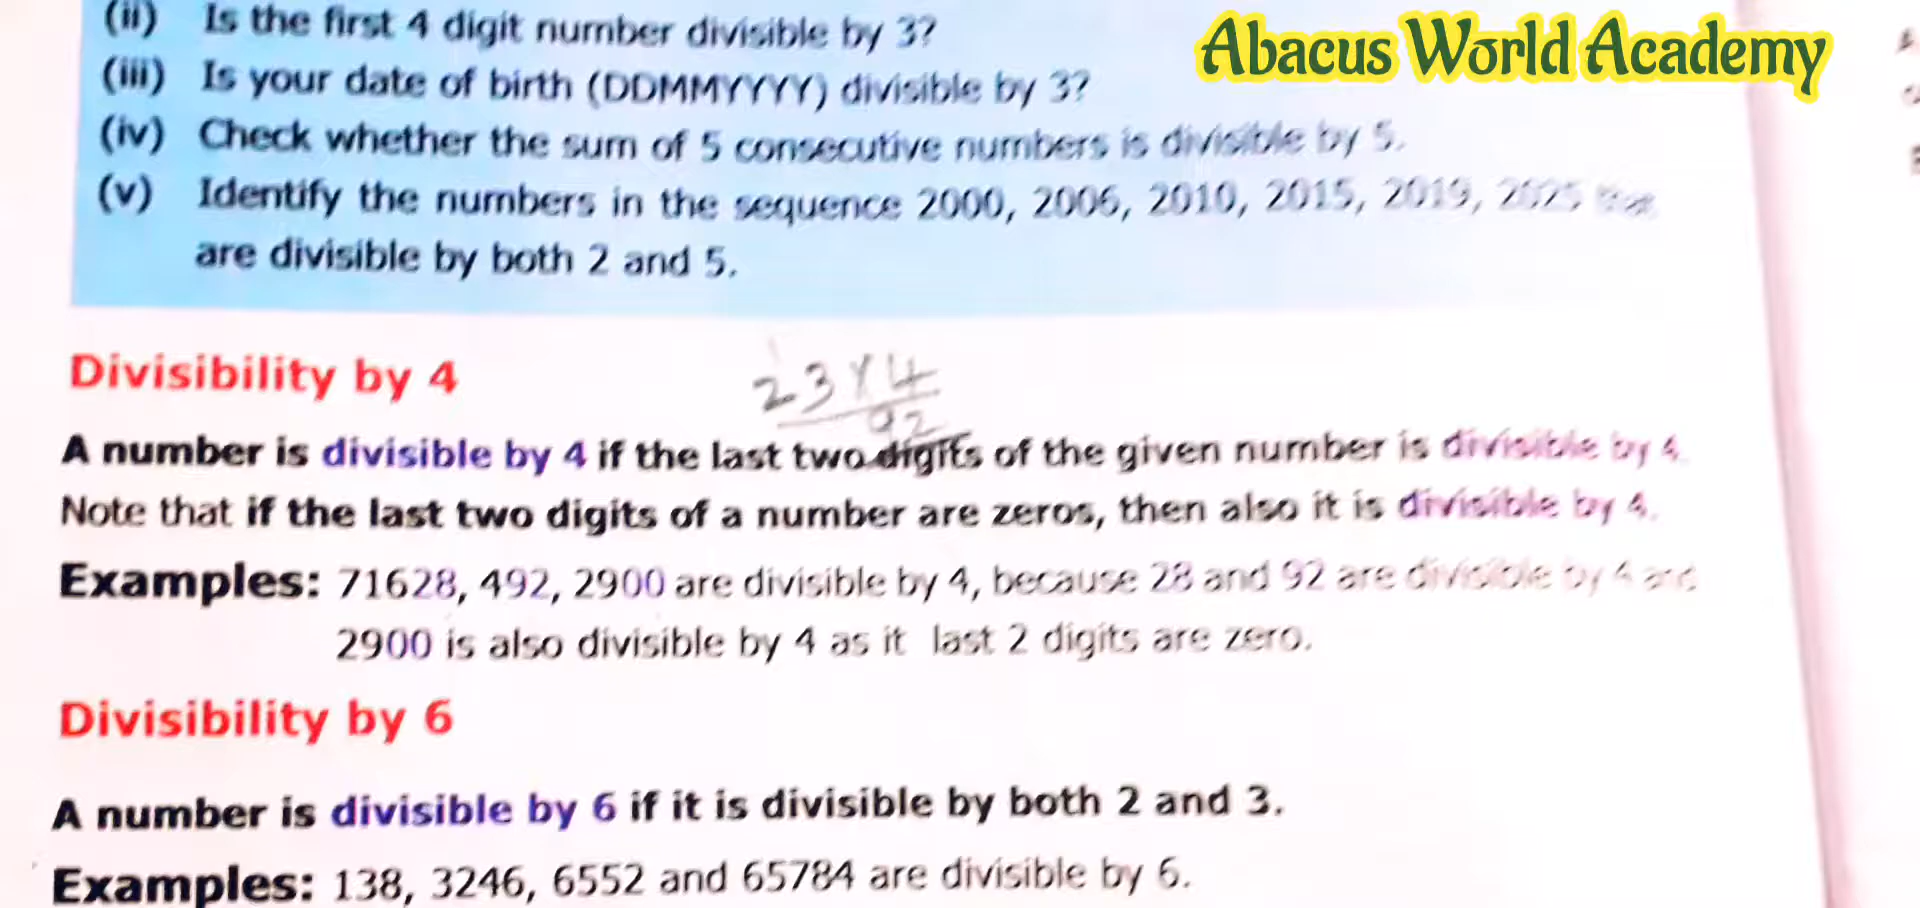 (ii) Is the first 4 digit number divisible by 3?
Abacus World Academy
(iii) Is your date of birth (DDMMYYYY) divisible by 3?
(iv) Check whether the sum of 5 consecutive numbers is divisible by 5.
(v) Identify the numbers in the sequence 2000, 2006, 2010, 2015, 2019, 2025 that
are divisible by both 2 and 5.
Divisibility by 4
23 x 4
92
A number is divisible by 4 if the last two digits of the given number is divisible by 4.
Note that if the last two digits of a number are zeros, then also it is divisible by 4.
Examples: 71628, 492, 2900 are divisible by 4, because 28 and 92 are divisible by 4 and
2900 is also divisible by 4 as it last 2 digits are zero.
Divisibility by 6
A number is divisible by 6 if it is divisible by both 2 and 3.
Examples: 138, 3246, 6552 and 65784 are divisible by 6.